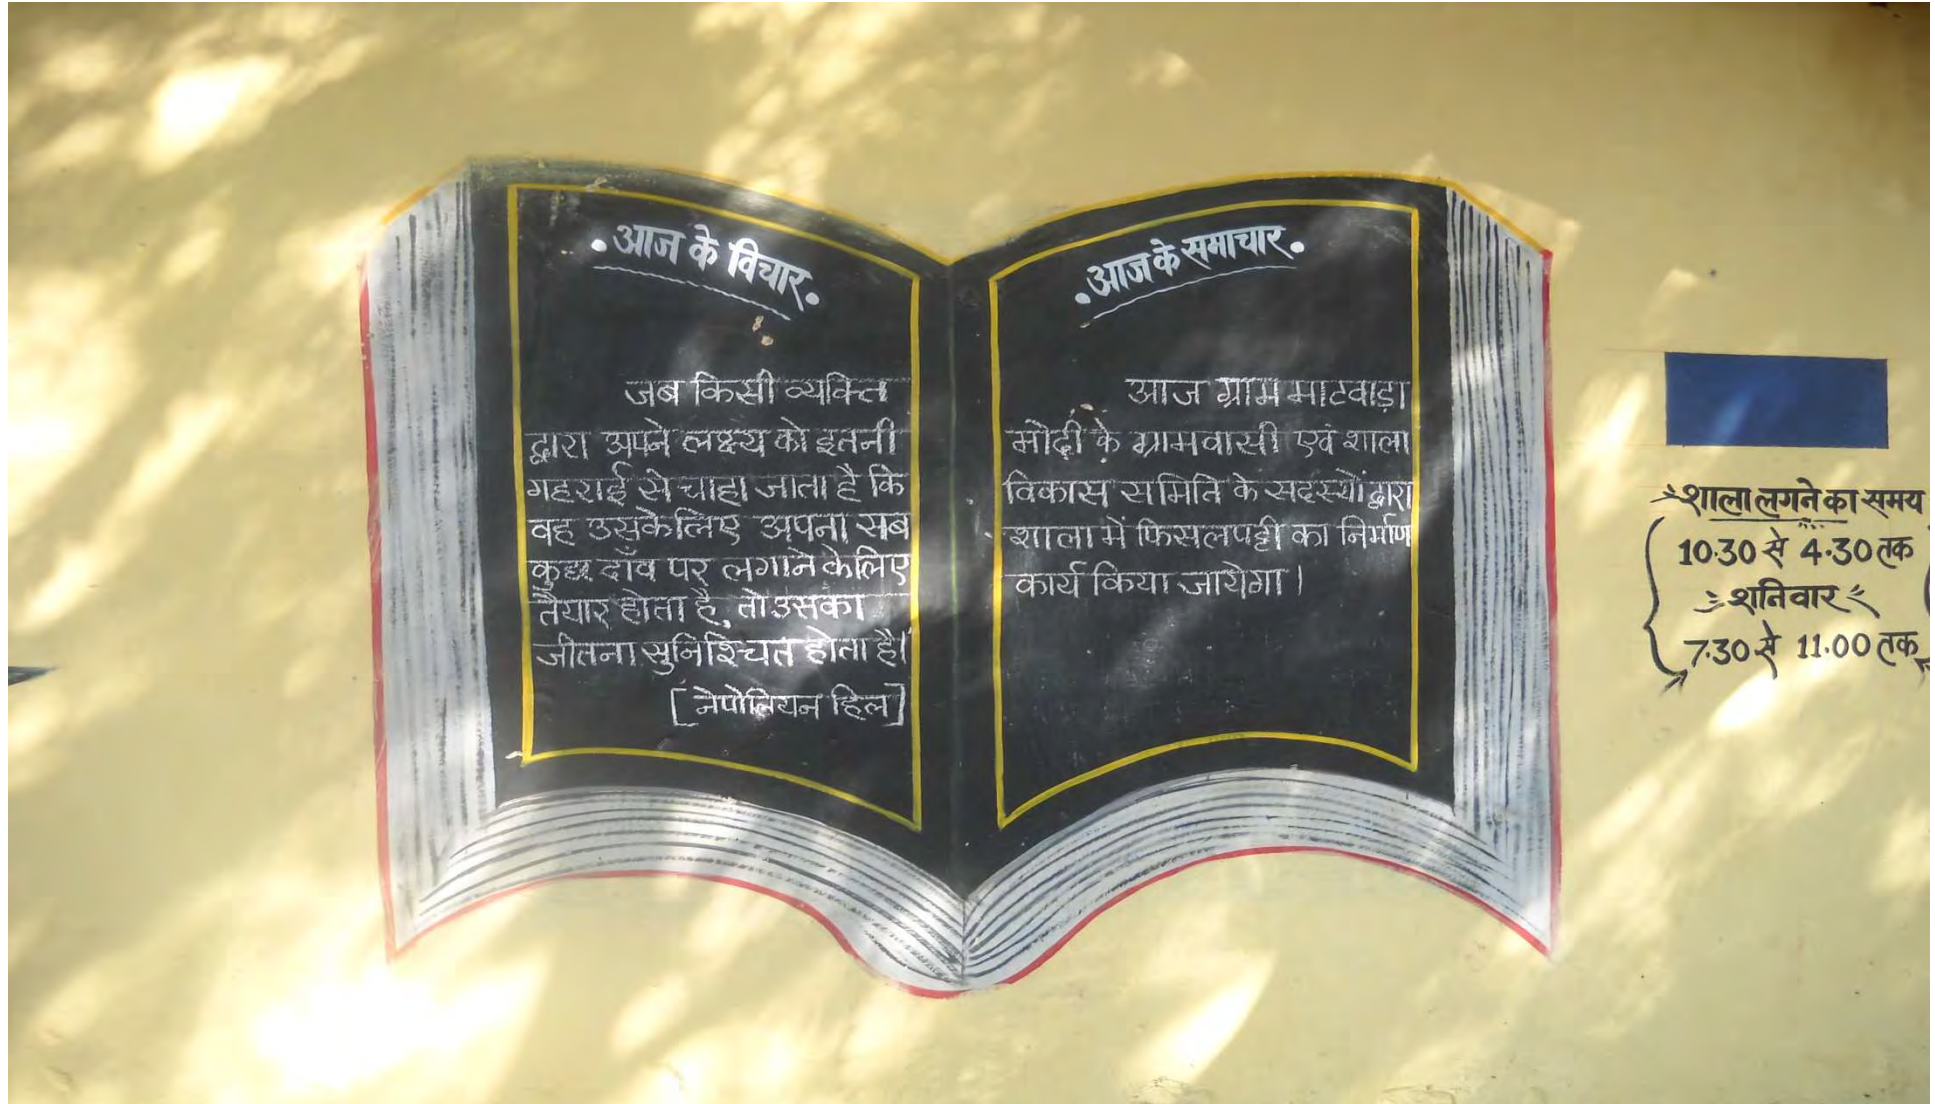 • आज के विचार •
जब किसी व्यक्ति
द्वारा अपने लक्ष्य को इतनी
गहराई से चाहा जाता है कि
वह उसकेलिए अपना सब
कुछ दाँव पर लगाने केलिए
तैयार होता है, तो उसका
जीतना सुनिश्चित होता है।
[नेपोलियन हिल]
• आज के समाचार •
आज ग्राम माटवाड़ा
मोदी के ग्रामवासी एवं शाला
विकास समिति के सदस्यों द्वारा
शाला में फिसलपट्टी का निर्माण
कार्य किया जायेगा।
शाला लगने का समय
10.30 से 4.30 तक
शनिवार
7.30 से 11.00 तक